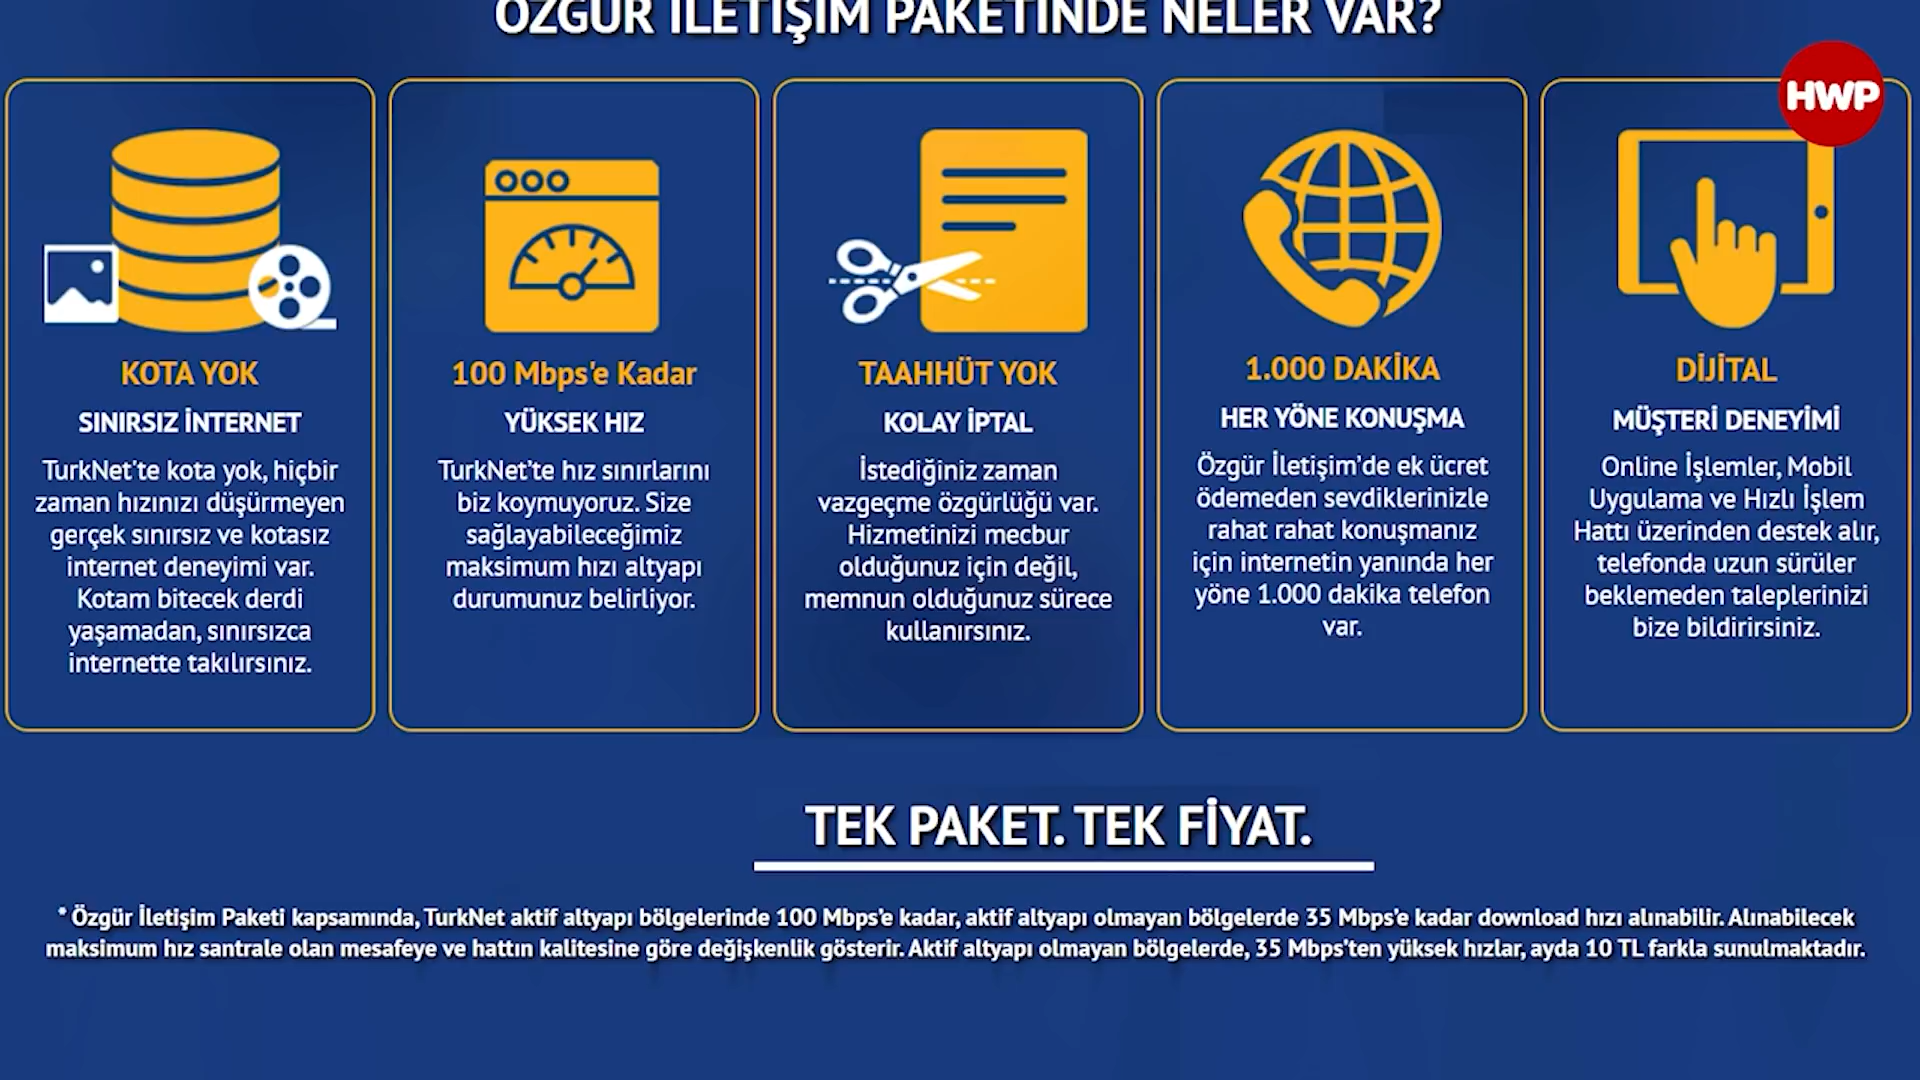 ÖZGÜR İLETİŞİM PAKETİNDE NELER VAR?
HWP
KOTA YOK
SINIRSIZ İNTERNET
TurkNet'te kota yok, hiçbir
zaman hızınızı düşürmeyen
gerçek sınırsız ve kotasız
internet deneyimi var.
Kotam bitecek derdi
yaşamadan, sınırsızca
internette takılırsınız.
100 Mbps'e Kadar
YÜKSEK HIZ
TurkNet'te hız sınırlarını
biz koymuyoruz. Size
sağlayabileceğimiz
maksimum hızı altyapı
durumunuz belirliyor.
TAAHHÜT YOK
KOLAY İPTAL
İstediğiniz zaman
vazgeçme özgürlüğü var.
Hizmetinizi mecbur
olduğunuz için değil,
memnun olduğunuz sürece
kullanırsınız.
1.000 DAKİKA
HER YÖNE KONUŞMA
Özgür İletişim'de ek ücret
ödemeden sevdiklerinizle
rahat rahat konuşmanız
için internetin yanında her
yöne 1.000 dakika telefon
var.
DİJİTAL
MÜŞTERİ DENEYİMİ
Online İşlemler, Mobil
Uygulama ve Hızlı İşlem
Hattı üzerinden destek alır,
telefonda uzun sürüler
beklemeden taleplerinizi
bize bildirirsiniz.
TEK PAKET. TEK FİYAT.
* Özgür İletişim Paketi kapsamında, TurkNet aktif altyapı bölgelerinde 100 Mbps'e kadar, aktif altyapı olmayan bölgelerde 35 Mbps'e kadar download hızı alınabilir. Alınabilecek
maksimum hız santrale olan mesafeye ve hattın kalitesine göre değişkenlik gösterir. Aktif altyapı olmayan bölgelerde, 35 Mbps'ten yüksek hızlar, ayda 10 TL farkla sunulmaktadır.